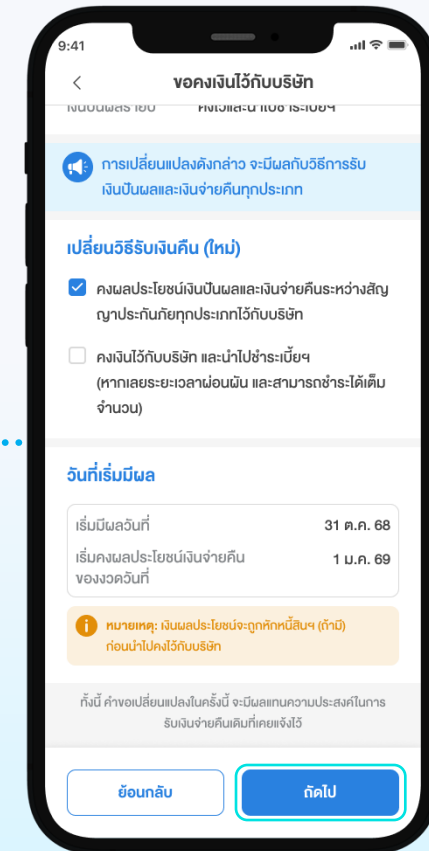 9:41
ขอคงเงินไว้กับบริษัท
การเปลี่ยนแปลงดังกล่าว จะมีผลกับวิธีการรับ
เงินปันผลและเงินจ่ายคืนทุกประเภท
เปลี่ยนวิธีรับเงินคืน (ใหม่)
คงผลประโยชน์เงินปันผลและเงินจ่ายคืนระหว่างสัญ
ญาประกันภัยทุกประเภทไว้กับบริษัท
คงเงินไว้กับบริษัท และนำไปชำระเบี้ยฯ
(หากเลยระยะเวลาผ่อนผัน และสามารถชำระได้เต็ม
จำนวน)
วันที่เริ่มมีผล
เริ่มมีผลวันที่ 31 ต.ค. 68
เริ่มคงผลประโยชน์เงินจ่ายคืน 1 ม.ค. 69
ของงวดวันที่
หมายเหตุ: เงินผลประโยชน์จะถูกหักหนี้สินฯ (ถ้ามี)
ก่อนนำไปคงไว้กับบริษัท
ทั้งนี้ คำขอเปลี่ยนแปลงในครั้งนี้ จะมีผลแทนความประสงค์ในการ
รับเงินจ่ายคืนเดิมที่เคยแจ้งไว้
ย้อนกลับ ถัดไป